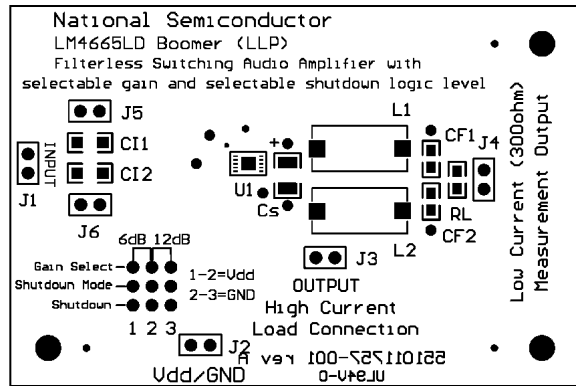 National Semiconductor
LM4665LD Boomer (LLP)
Filterless Switching Audio Amplifier with
selectable gain and selectable shutdown logic level
J5
CI1
INPUT
CI2
J1
J6
L1
CF1
J4
+
U1
Cs
RL
L2
CF2
Low Current (300ohm)
Measurement Output
6dB 12dB
Gain Select
Shutdown Mode
Shutdown
1-2=Vdd
2-3=GND
1 2 3
J3
OUTPUT
High Current
Load Connection
J2
Vdd/GND
551011757-001 rev A
UL94V-0